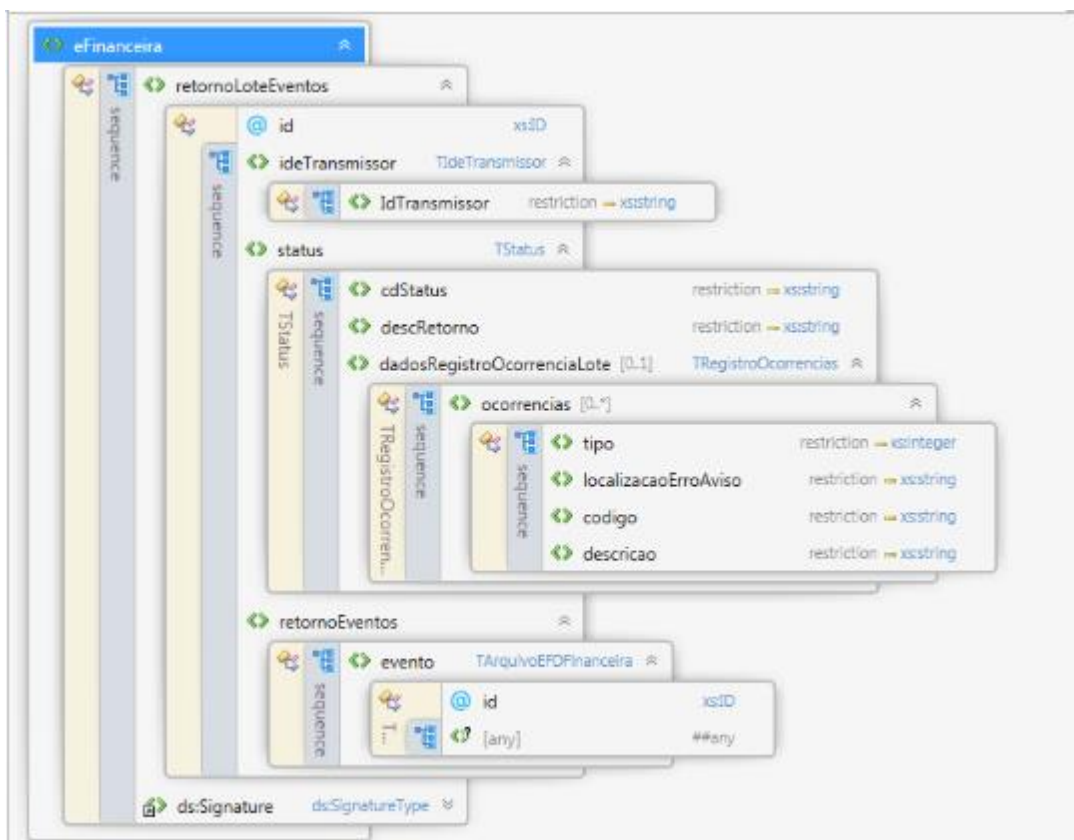 eFinanceira
sequence
retornoLoteEventos
sequence
@ id xs:ID
ideTransmissor TIdeTransmissor
IdTransmissor restriction xs:string
status TStatus
TStatus
sequence
cdStatus restriction xs:string
descRetorno restriction xs:string
dadosRegistroOcorrenciaLote [0..1] TRegistroOcorrencias
TRegistroOcorren...
sequence
ocorrencias [0..*]
sequence
tipo restriction xs:integer
localizacaoErroAviso restriction xs:string
codigo restriction xs:string
descricao restriction xs:string
retornoEventos
sequence
evento TArquivoEFDFinanceira
T...
@ id xs:ID
[any] ##any
ds:Signature ds:SignatureType